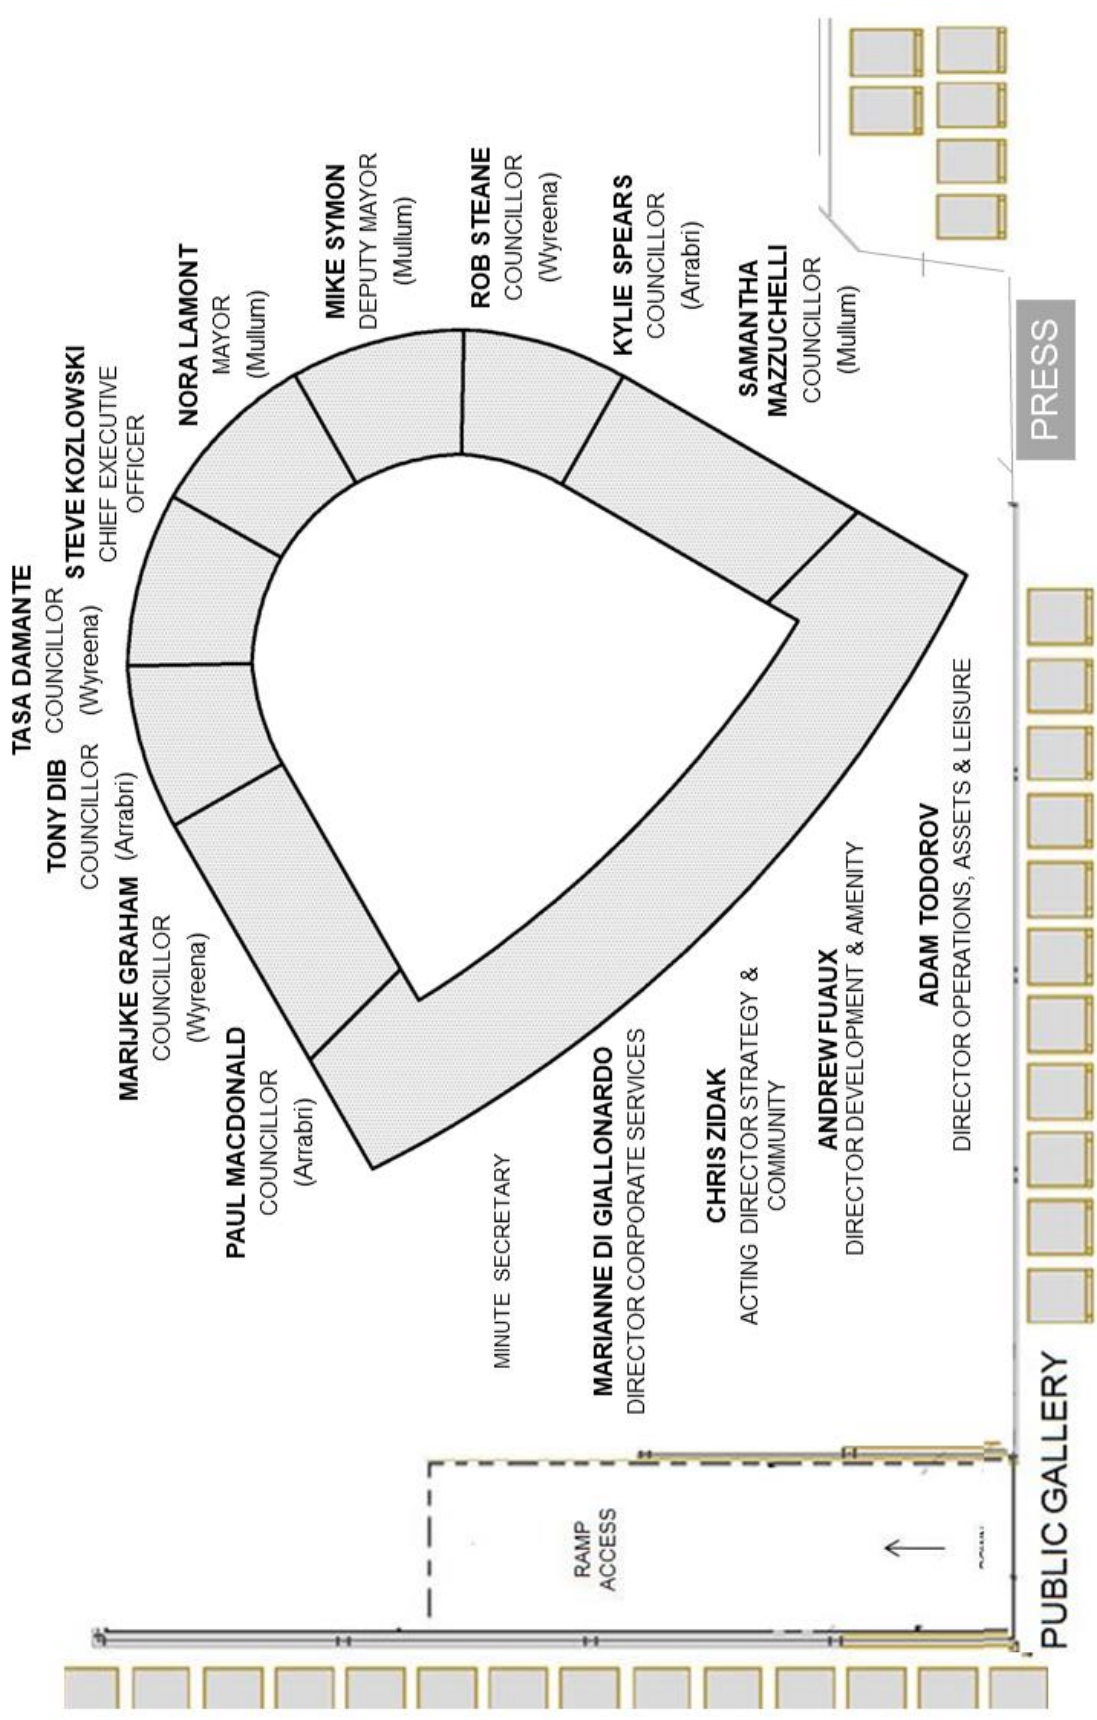 TASA DAMANTE
COUNCILLOR
(Wyreena)
STEVE KOZLOWSKI
CHIEF EXECUTIVE
OFFICER
NORA LAMONT
MAYOR
(Mullum)
MIKE SYMON
DEPUTY MAYOR
(Mullum)
ROB STEANE
COUNCILLOR
(Wyreena)
KYLIE SPEARS
COUNCILLOR
(Arrabri)
SAMANTHA
MAZZUCHELLI
COUNCILLOR
(Mullum)
TONY DIB
COUNCILLOR
(Arrabri)
MARIJKE GRAHAM
COUNCILLOR
(Wyreena)
PAUL MACDONALD
COUNCILLOR
(Arrabri)
MINUTE SECRETARY
MARIANNE DI GIALLONARDO
DIRECTOR CORPORATE SERVICES
CHRIS ZIDAK
ACTING DIRECTOR STRATEGY &
COMMUNITY
ANDREW FUAUX
DIRECTOR DEVELOPMENT & AMENITY
ADAM TODOROV
DIRECTOR OPERATIONS, ASSETS & LEISURE
RAMP
ACCESS
PUBLIC GALLERY
PRESS